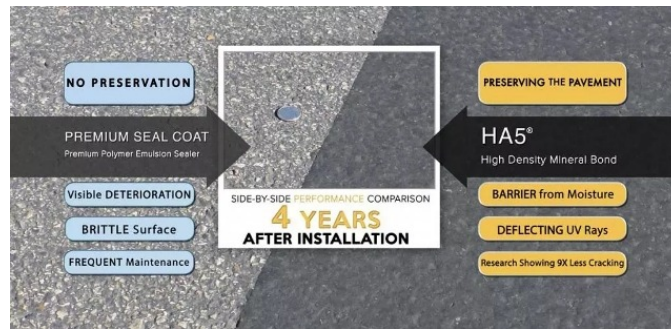 NO PRESERVATION
PREMIUM SEAL COAT
Premium Polymer Emulsion Sealer
Visible DETERIORATION
BRITTLE Surface
FREQUENT Maintenance
SIDE-BY-SIDE PERFORMANCE COMPARISON
4 YEARS
AFTER INSTALLATION
PRESERVING THE PAVEMENT
HA5®
High Density Mineral Bond
BARRIER from Moisture
DEFLECTING UV Rays
Research Showing 9X Less Cracking